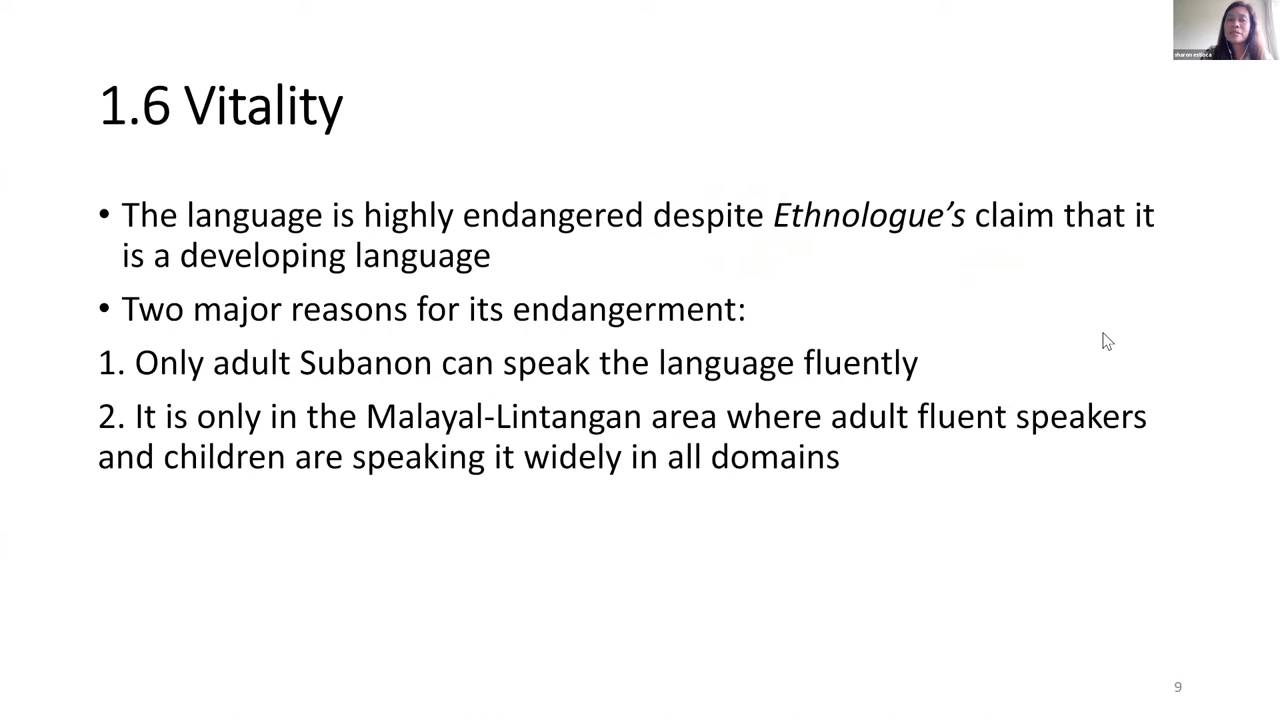 sharon estioca
1.6 Vitality
• The language is highly endangered despite Ethnologue’s claim that it
is a developing language
• Two major reasons for its endangerment:
1. Only adult Subanon can speak the language fluently
2. It is only in the Malayal-Lintangan area where adult fluent speakers
and children are speaking it widely in all domains
9